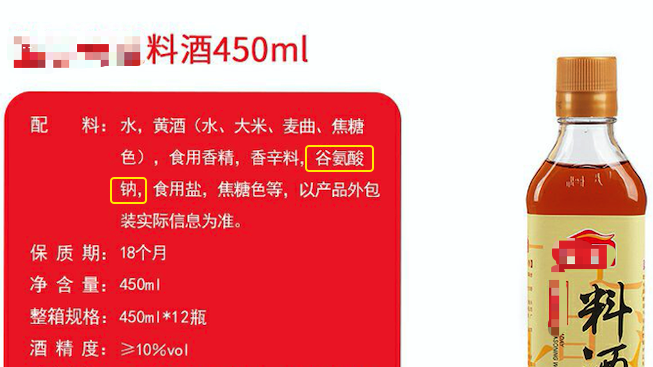 料酒450ml
配 料：水，黄酒（水、大米、麦曲、焦糖
色），食用香精，香辛料，谷氨酸
钠，食用盐，焦糖色等，以产品外包
装实际信息为准。
保质期：18个月
净含量：450ml
整箱规格：450ml*12瓶
酒精度：≥10%vol
料酒